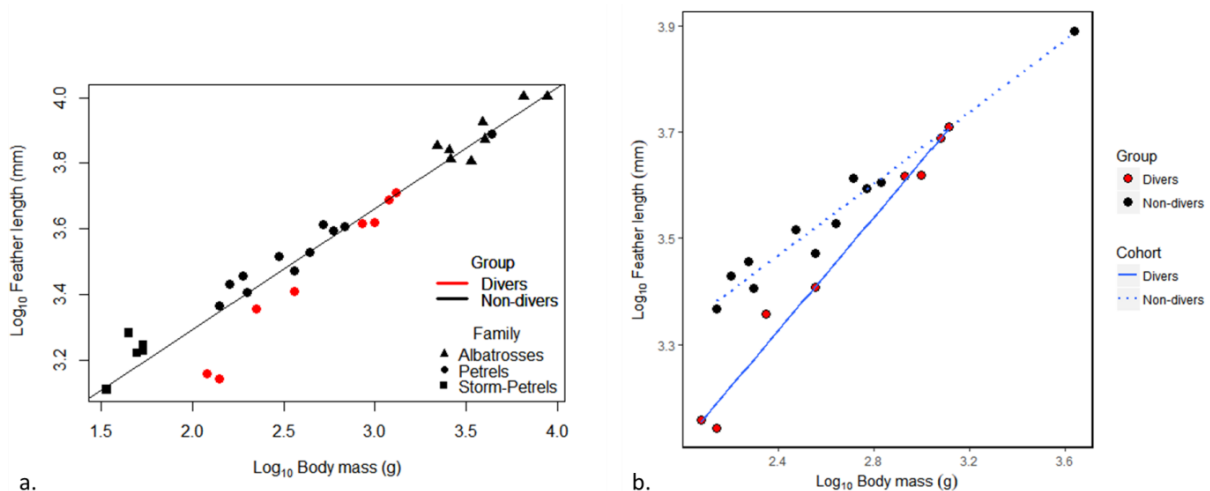 Log10 Feather length (mm)
4.0
3.8
3.6
3.4
3.2
1.5 2.0 2.5 3.0 3.5 4.0
Log10 Body mass (g)
Group
Divers
Non-divers
Family
Albatrosses
Petrels
Storm-Petrels
a.
Log10 Feather length (mm)
3.9
3.7
3.5
3.3
2.4 2.8 3.2 3.6
Log10 Body mass (g)
Group
Divers
Non-divers
Cohort
Divers
Non-divers
b.